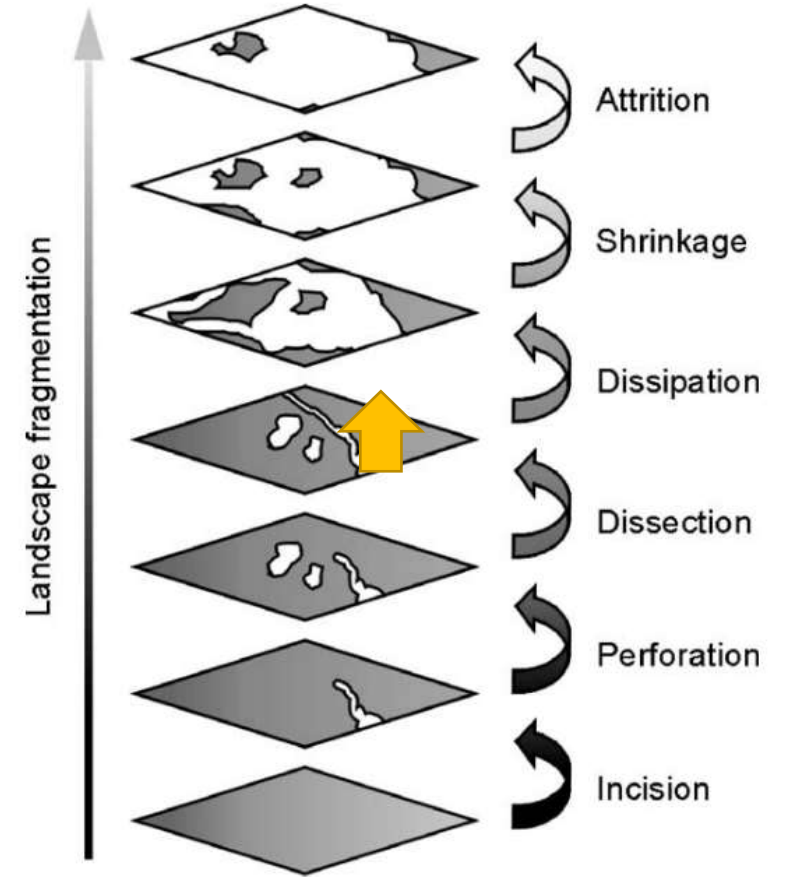 Landscape fragmentation
Attrition
Shrinkage
Dissipation
Dissection
Perforation
Incision